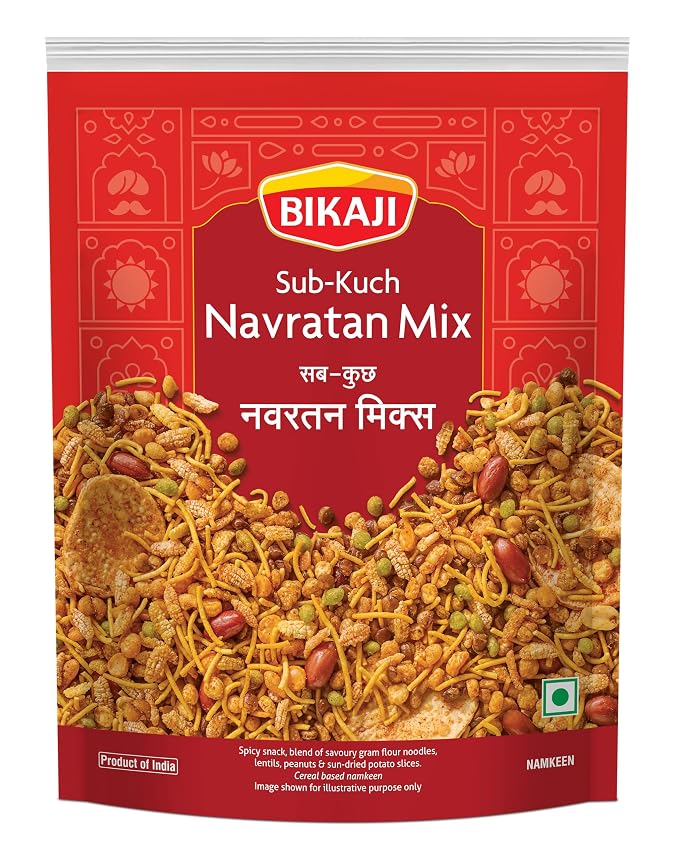 BIKAJI
Sub-Kuch
Navratan Mix
सब-कुछ
नवरतन मिक्स
Product of India
Spicy snack, blend of savoury gram flour noodles,
lentils, peanuts & sun-dried potato slices.
Cereal based namkeen
Image shown for illustrative purpose only
NAMKEEN